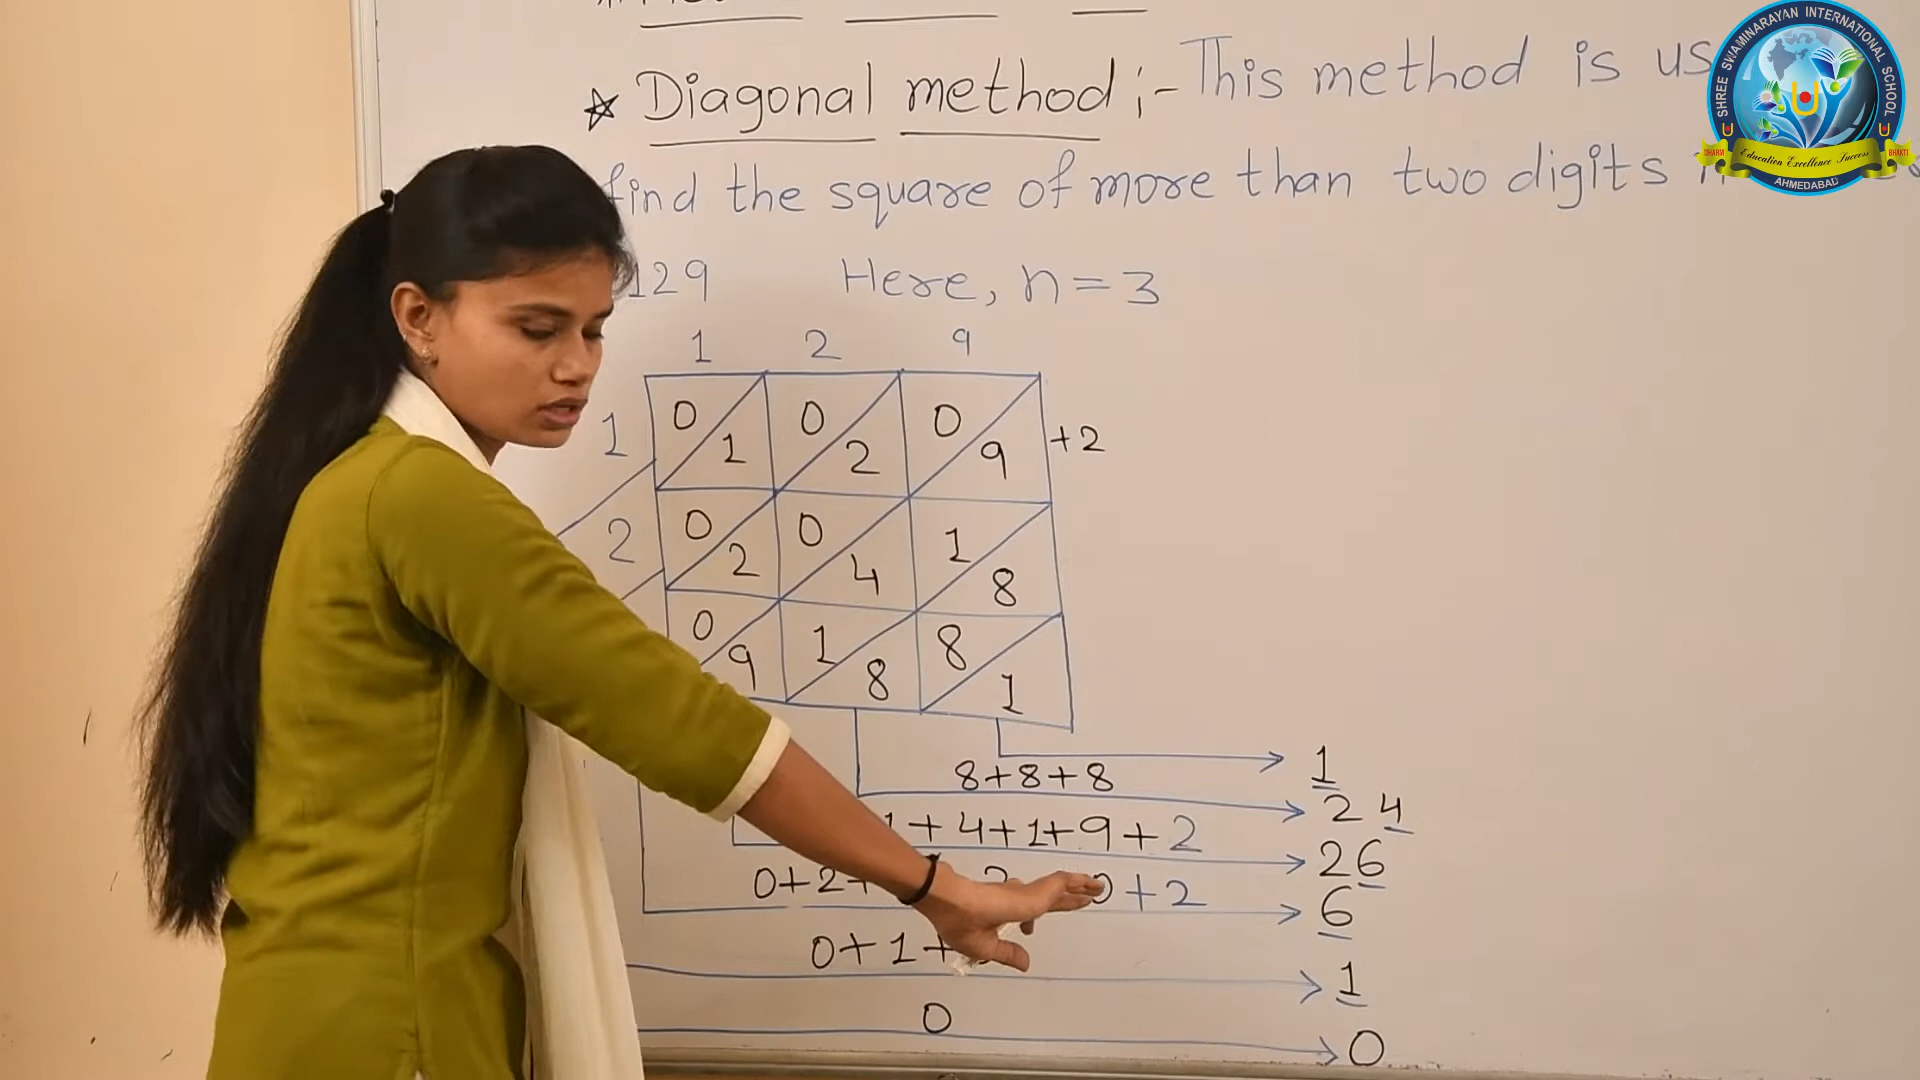 Diagonal method :- This method is
find the square of more than two digits
129 Here, n = 3
1 2 9
1 0 1 0 2 0 9 +2
2 0 2 0 4 1 8
0 9 1 8 8 1
1
8+8+8 2 4
1+4+1+9+2 26
0+2+ +2 6
0+1+ 1
0 0
SHREE SWAMINARAYAN INTERNATIONAL SCHOOL
DHARM Education Excellence Success BHAKTI
AHMEDABAD